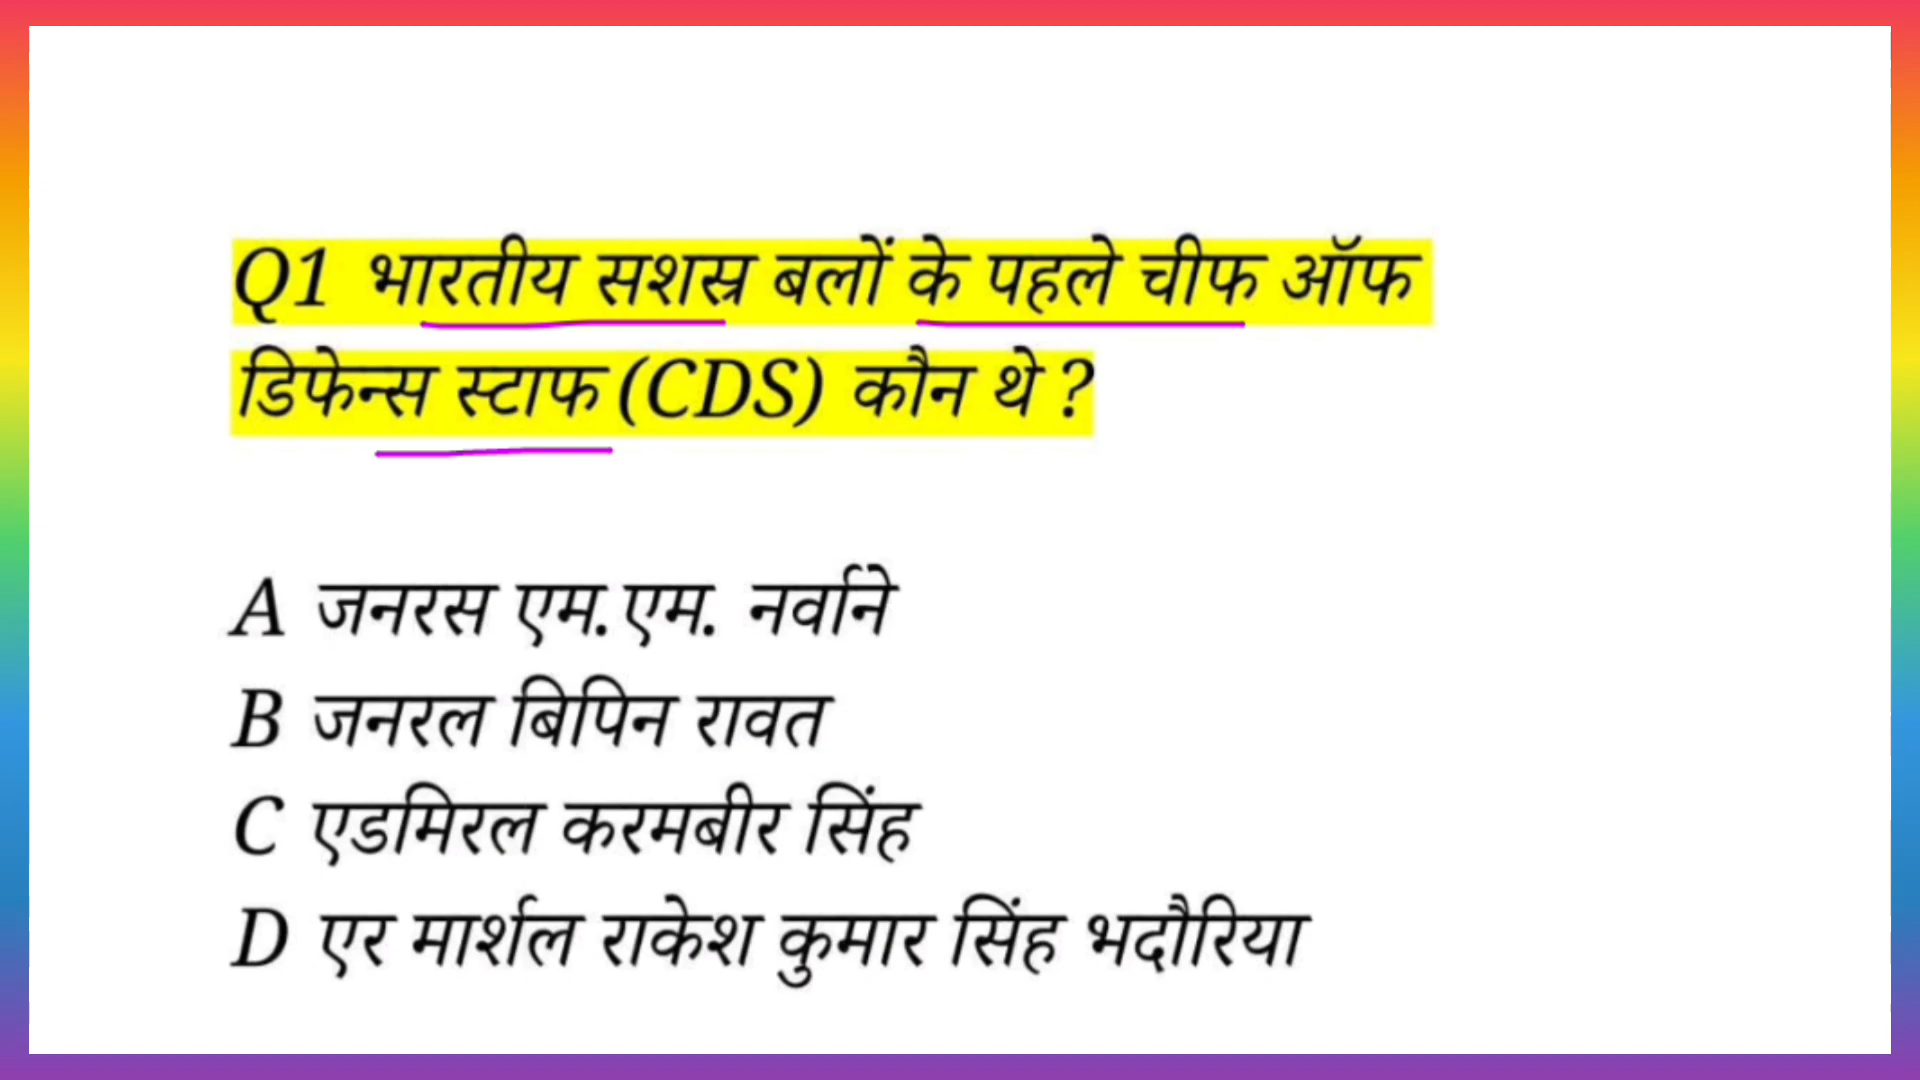 Q1 भारतीय सशस्र बलों के पहले चीफ ऑफ
डिफेन्स स्टाफ (CDS) कौन थे ?
A जनरस एम.एम. नर्वाने
B जनरल बिपिन रावत
C एडमिरल करमबीर सिंह
D एर मार्शल राकेश कुमार सिंह भदौरिया